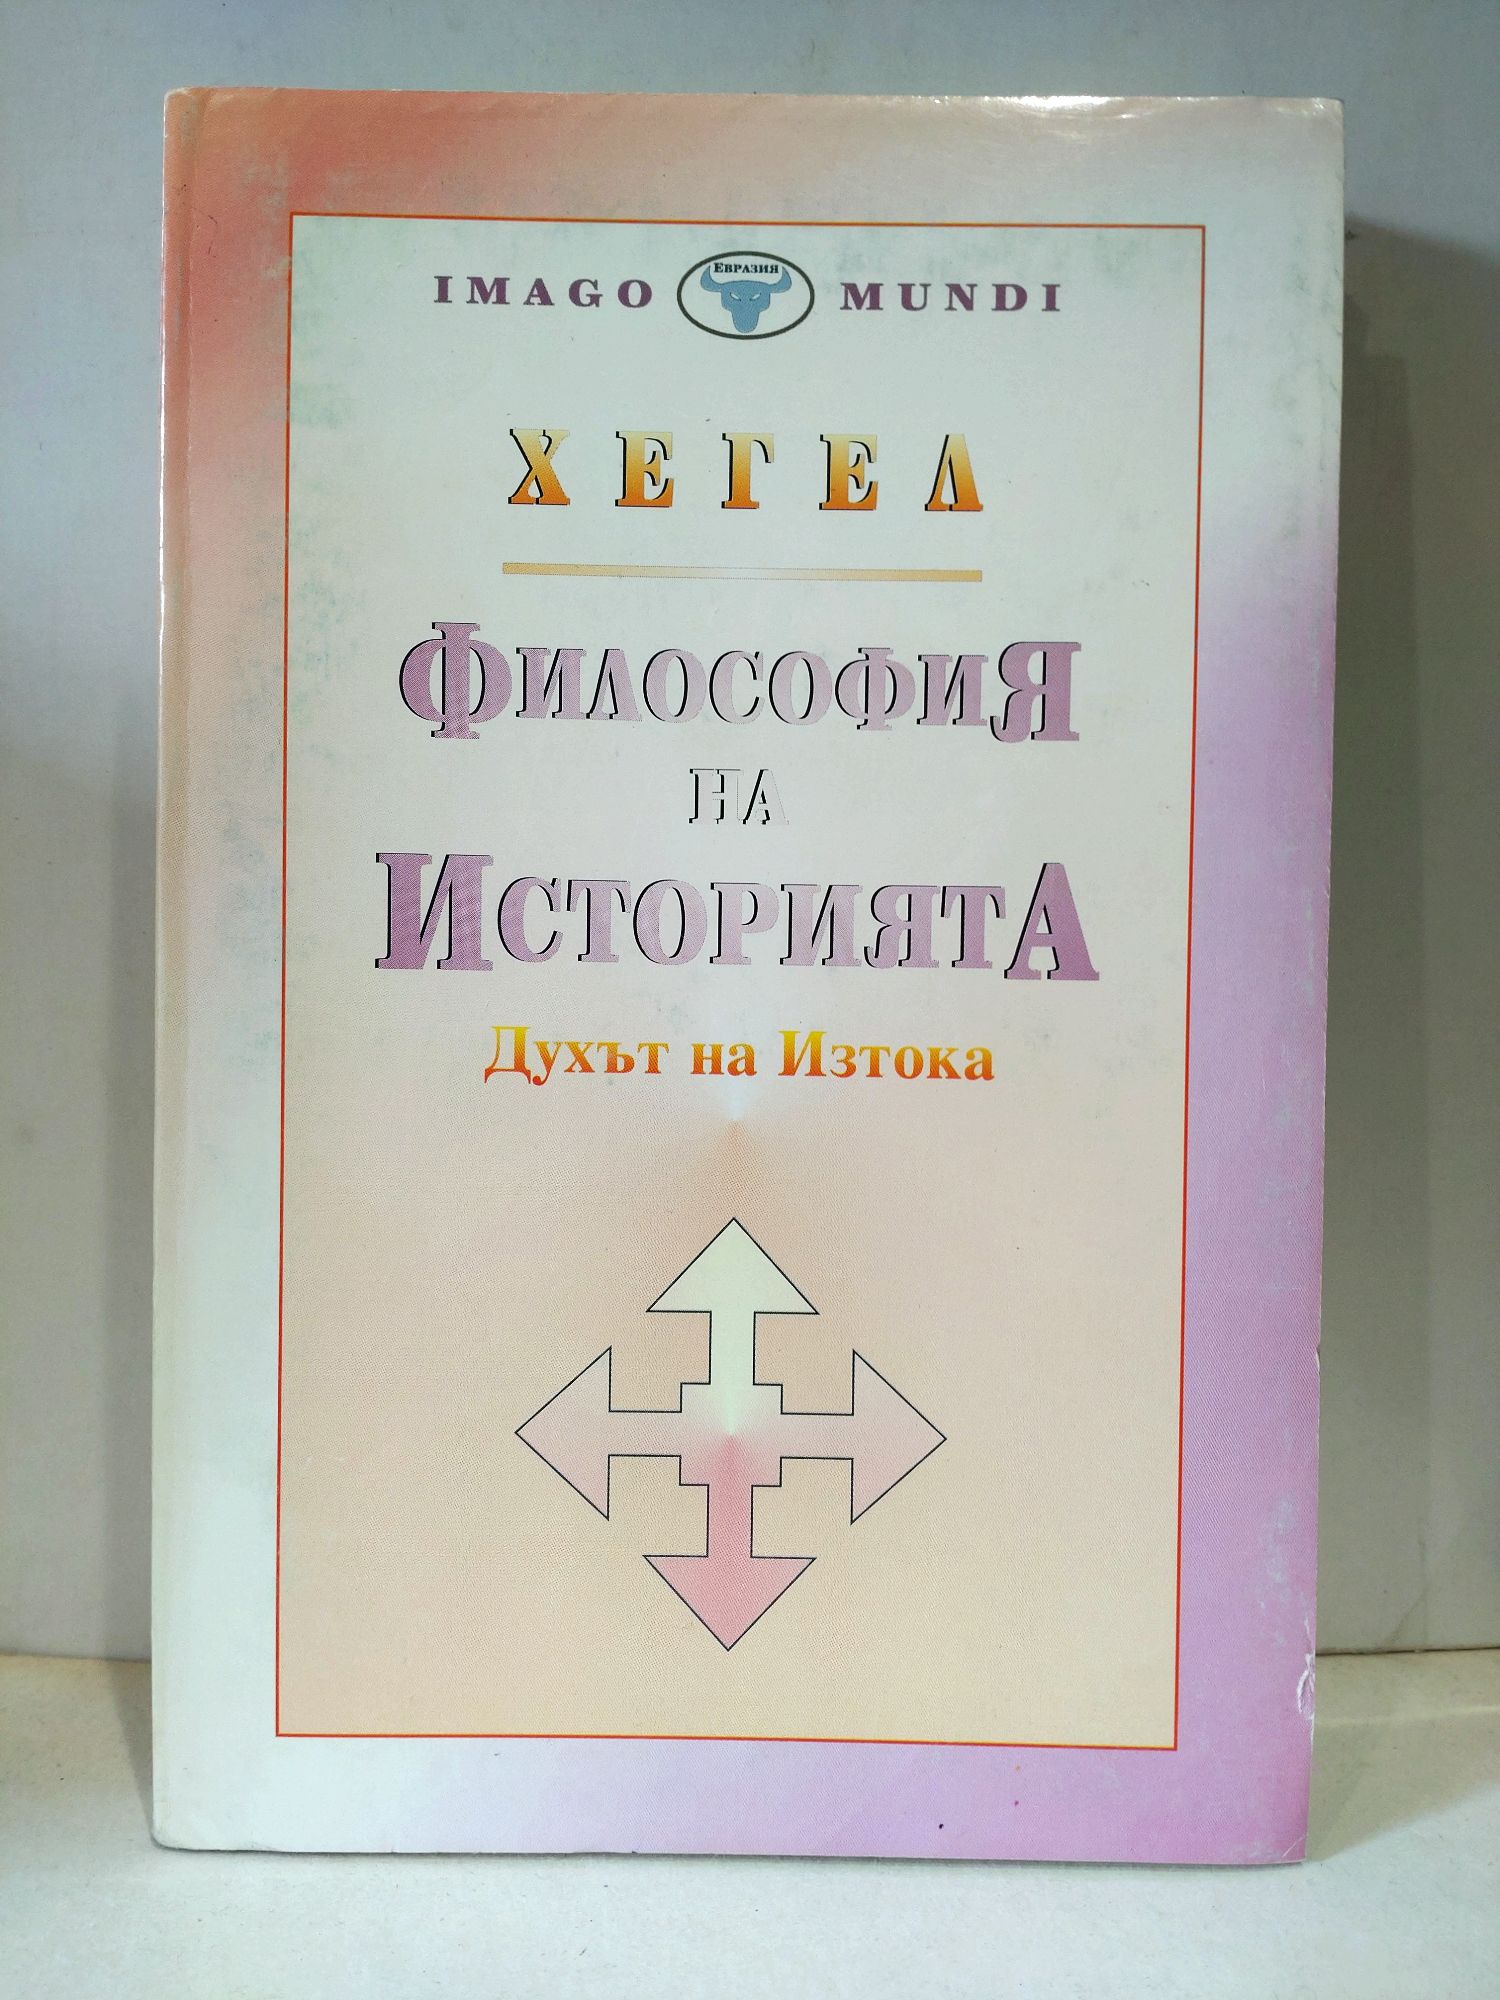 IMAGO ЕВРАЗИЯ MUNDI
ХЕГЕЛ
ФИЛОСОФИЯ
НА
ИСТОРИЯТА
Духът на Изтока